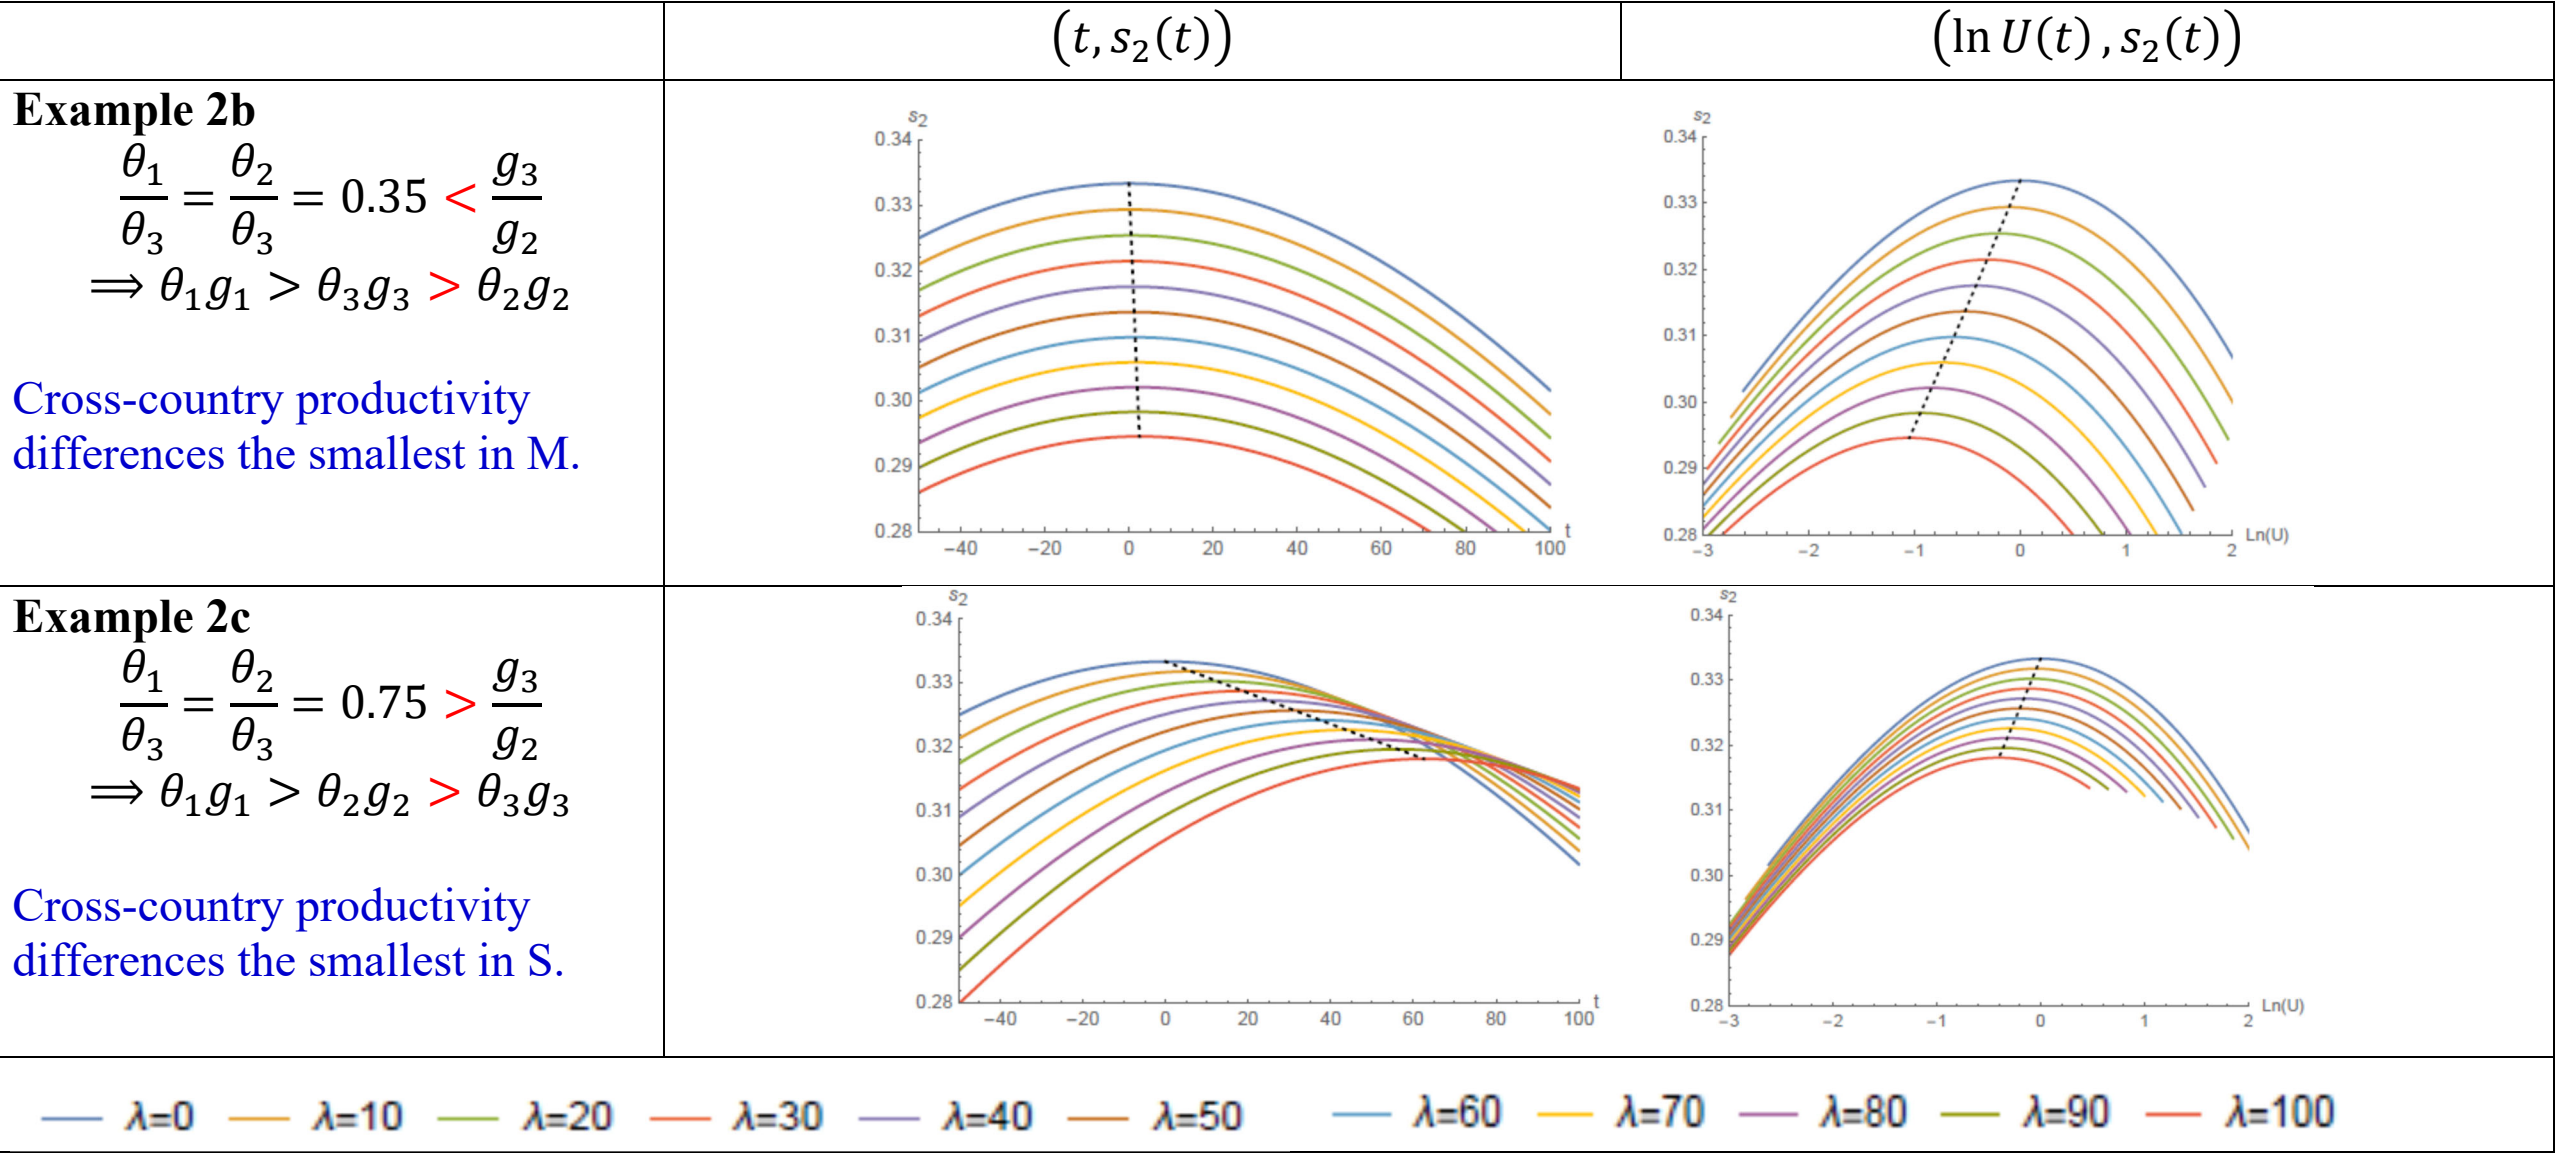 (t, s₂(t))
(ln U(t) , s₂(t))
Example 2b
θ₁/θ₃ = θ₂/θ₃ = 0.35 < g₃/g₂
⟹ θ₁g₁ > θ₃g₃ > θ₂g₂
Cross-country productivity
differences the smallest in M.
s₂
0.34
0.33
0.32
0.31
0.30
0.29
0.28
−40 −20 0 20 40 60 80 100
t
s₂
0.34
0.33
0.32
0.31
0.30
0.29
0.28
−3 −2 −1 0 1 2
Ln(U)
Example 2c
θ₁/θ₃ = θ₂/θ₃ = 0.75 > g₃/g₂
⟹ θ₁g₁ > θ₂g₂ > θ₃g₃
Cross-country productivity
differences the smallest in S.
s₂
0.34
0.33
0.32
0.31
0.30
0.29
0.28
−40 −20 0 20 40 60 80 100
t
s₂
0.34
0.33
0.32
0.31
0.30
0.29
0.28
−3 −2 −1 0 1 2
Ln(U)
λ=0 λ=10 λ=20 λ=30 λ=40 λ=50 λ=60 λ=70 λ=80 λ=90 λ=100